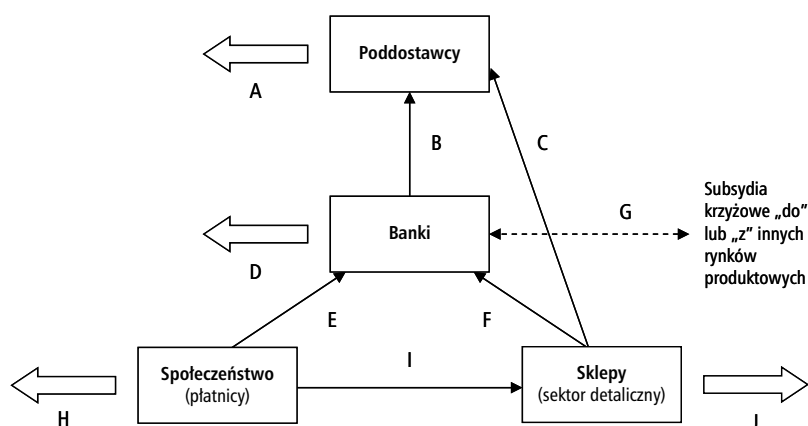 Poddostawcy
A
B
C
Subsydia
krzyżowe „do”
lub „z” innych
rynków
produktowych
G
Banki
D
E
F
I
Społeczeństwo
(płatnicy)
Sklepy
(sektor detaliczny)
H
J